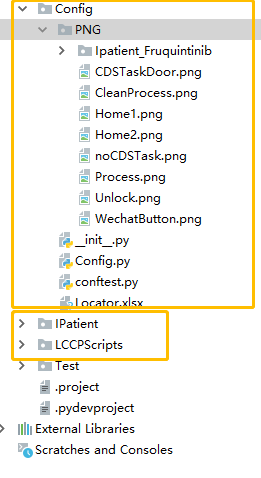 Config
PNG
Ipatient_Fruquintinib
CDSTaskDoor.png
CleanProcess.png
Home1.png
Home2.png
noCDSTask.png
Process.png
Unlock.png
WechatButton.png
__init__.py
Config.py
conftest.py
Locator.xlsx
IPatient
LCCPScripts
Test
.project
.pydevproject
External Libraries
Scratches and Consoles